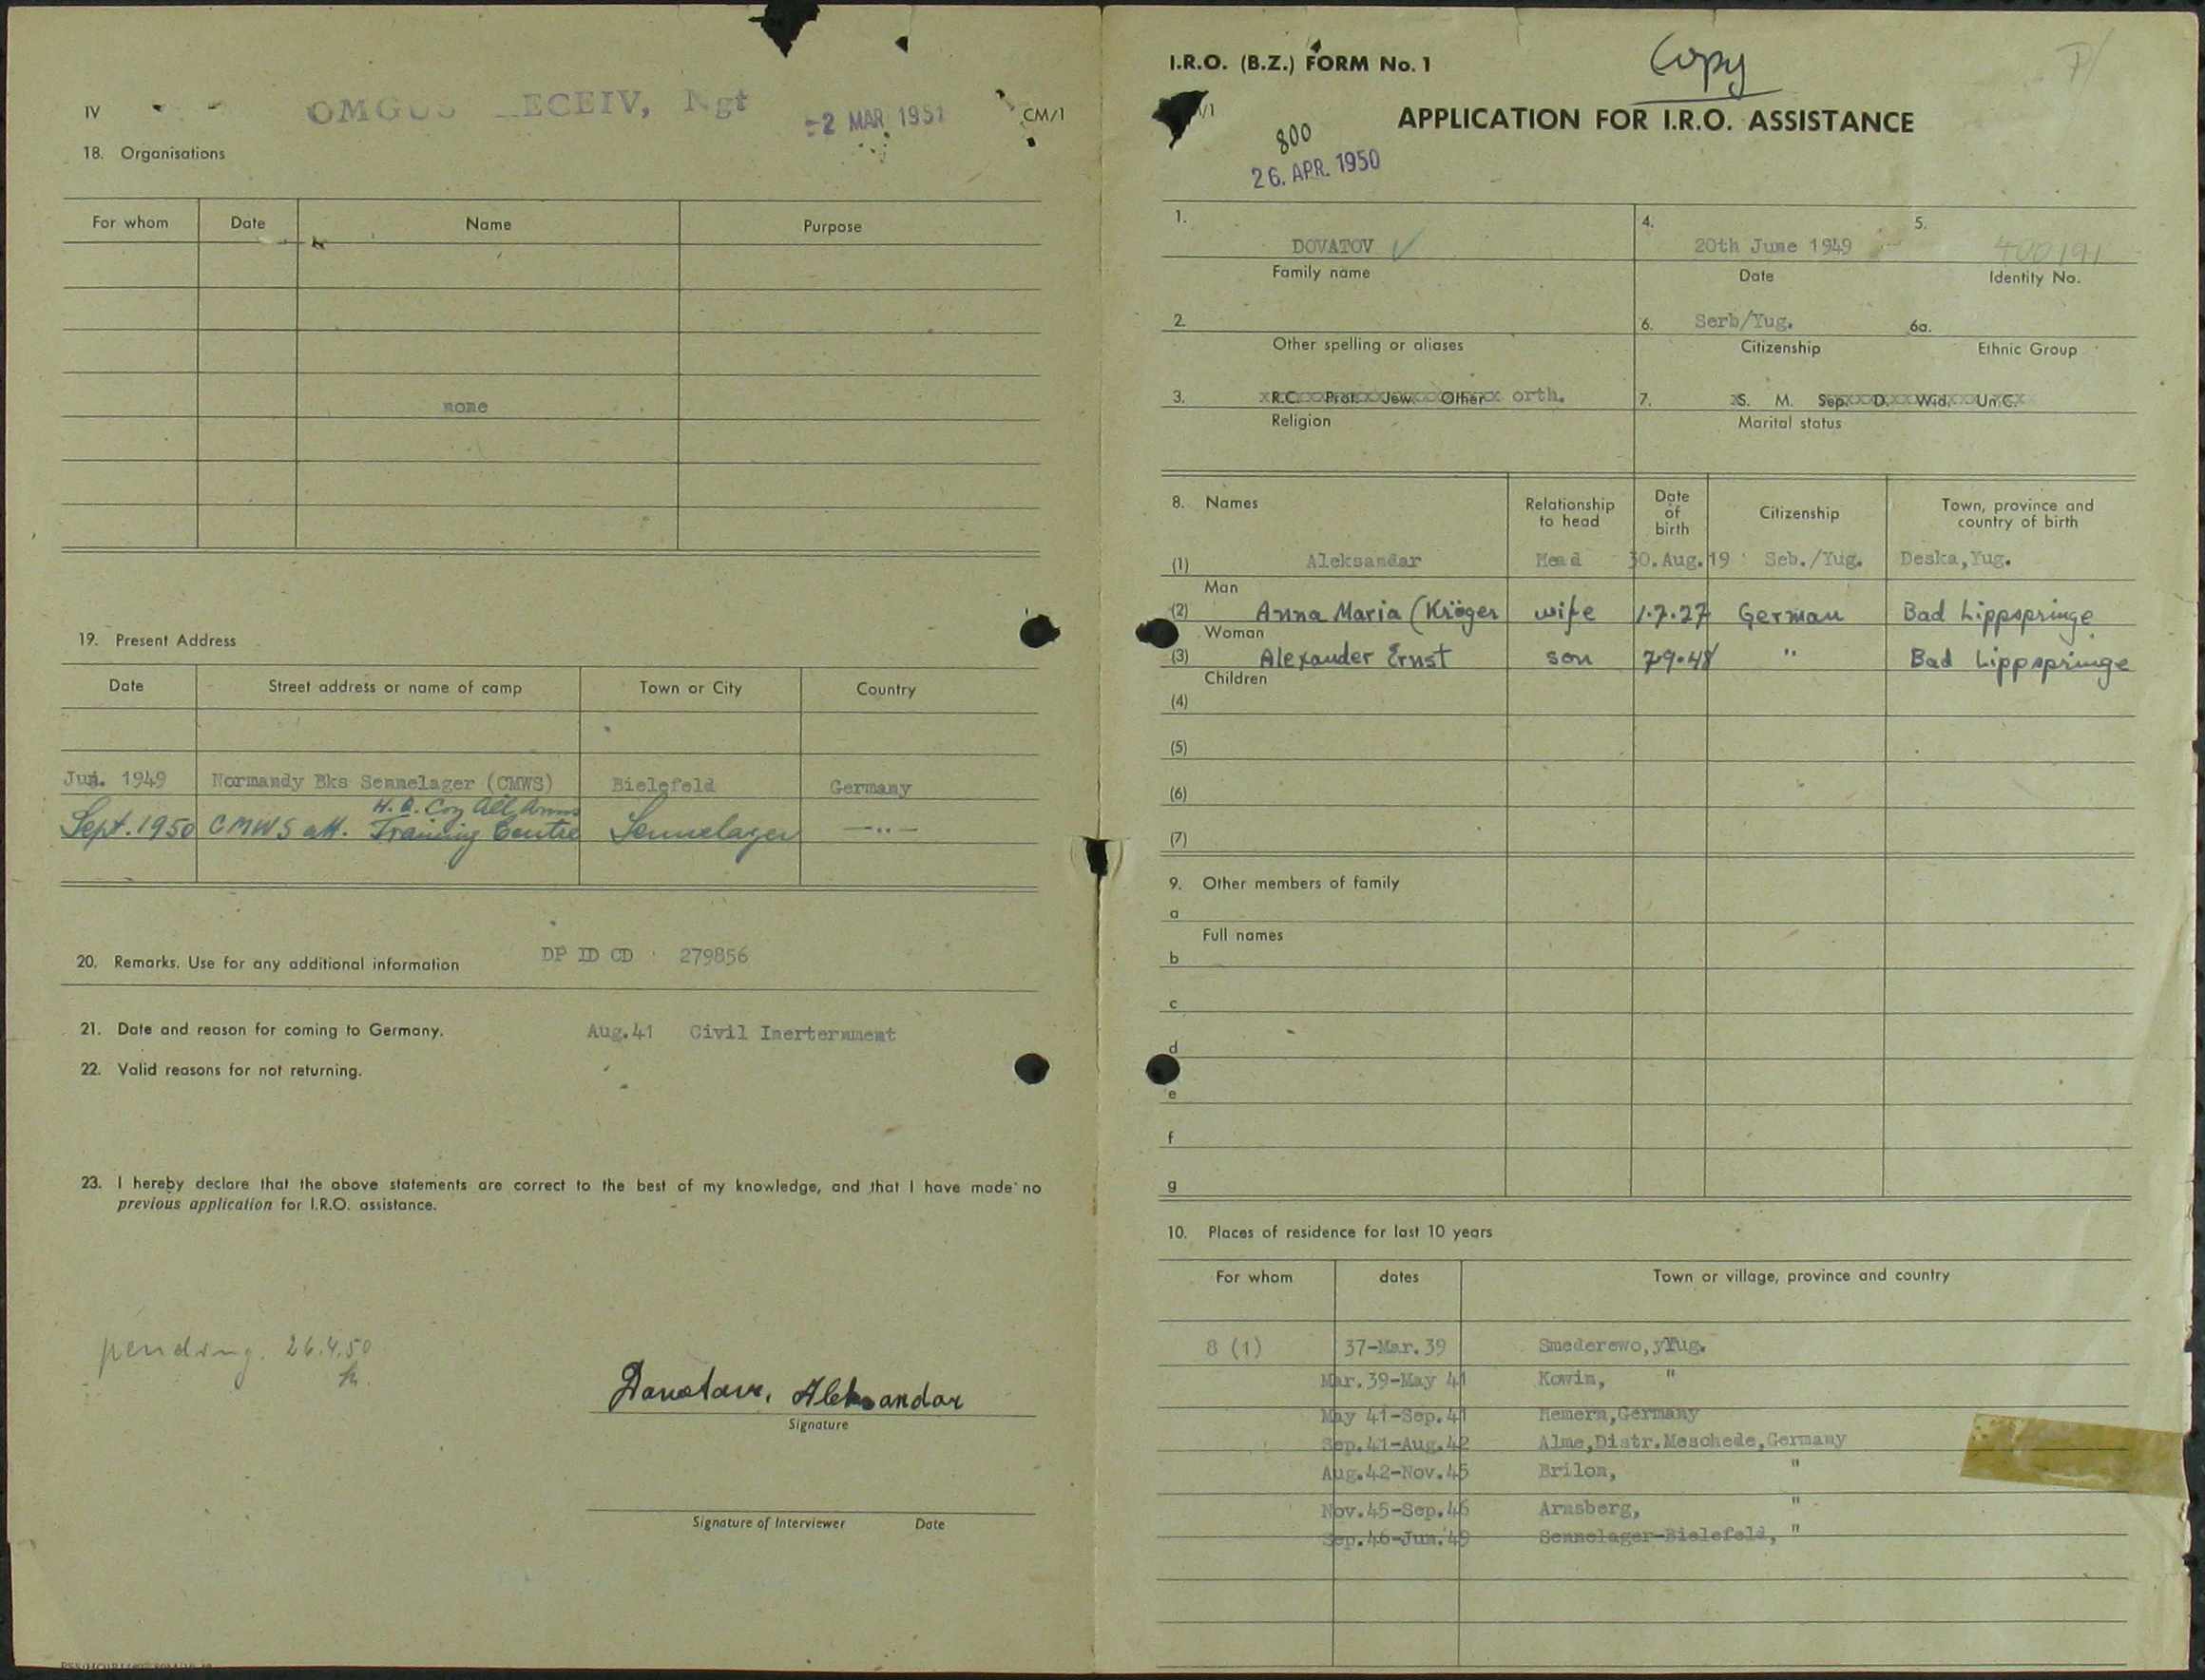 IV
ECEIV,
2 MAR 1951
CM/1
18. Organisations
For whom Date Name Purpose
none
19. Present Address
Date Street address or name of camp Town or City Country
Jun. 1949 Normandy Bks Sennelager (CMWS) Bielefeld Germany
H.Q. Coy All Arms
Sept. 1950 CMWS att. Training Centre Sennelager —..—
20. Remarks. Use for any additional information DP ID CD 279856
21. Date and reason for coming to Germany. Aug.41 Civil Inerternment
22. Valid reasons for not returning.
23. I hereby declare that the above statements are correct to the best of my knowledge, and that I have made no
previous application for I.R.O. assistance.
pending. 26.4.50
Aleksandar
Signature
Signature of Interviewer Date
I.R.O. (B.Z.) FORM No. 1
Copy
APPLICATION FOR I.R.O. ASSISTANCE
800
26. APR. 1950
1. DOVATOV
Family name
4. 20th June 1949
Date
5. 400191
Identity No.
2.
Other spelling or aliases
6. Serb/Yug.
Citizenship
6a.
Ethnic Group
3. R.C. Prot. Jew. Other orth.
Religion
7. S. M. Sep. D. Wid. Un.C.
Marital status
8. Names Relationship to head Date of birth Citizenship Town, province and country of birth
(1) Aleksandar Head 30.Aug.19 Seb./Yug. Deska,Yug.
Man
(2) Anna Maria (Kröger wife 1.7.27 German Bad Lippspringe
Woman
(3) Alexander Ernst son 7.9.48 " Bad Lippspringe
Children
(4)
(5)
(6)
(7)
9. Other members of family
a
Full names
b
c
d
e
f
g
10. Places of residence for last 10 years
For whom dates Town or village, province and country
8 (1) 37-Mar.39 Smederewo, Yug.
Mar.39-May 41 Kowin, "
May 41-Sep.41 Hemern,Germany
Sep.41-Aug.42 Alme,Distr.Meschede,Germany
Aug.42-Nov.45 Brilon, "
Nov.45-Sep.46 Arnsberg, "
Sep.46-Jun.49 Sennelager-Bielefeld, "